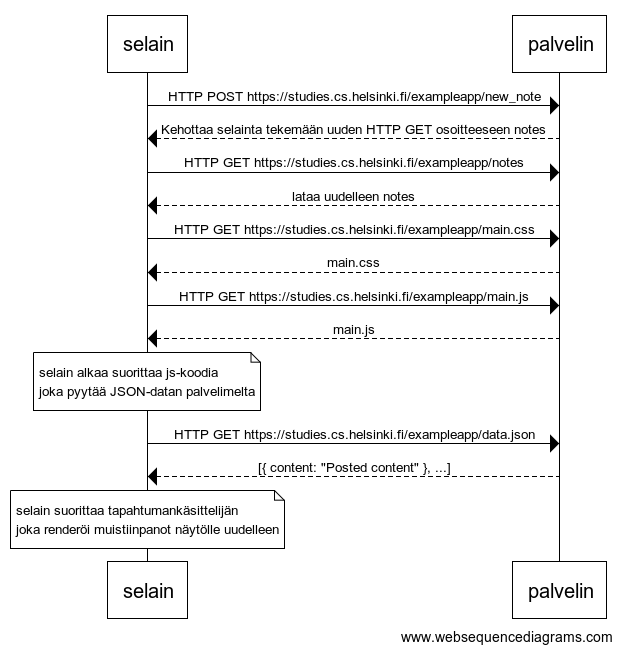 selain
palvelin
HTTP POST https://studies.cs.helsinki.fi/exampleapp/new_note
Kehottaa selainta tekemään uuden HTTP GET osoitteeseen notes
HTTP GET https://studies.cs.helsinki.fi/exampleapp/notes
lataa uudelleen notes
HTTP GET https://studies.cs.helsinki.fi/exampleapp/main.css
main.css
HTTP GET https://studies.cs.helsinki.fi/exampleapp/main.js
main.js
selain alkaa suorittaa js-koodia
joka pyytää JSON-datan palvelimelta
HTTP GET https://studies.cs.helsinki.fi/exampleapp/data.json
[{ content: "Posted content" }, ...]
selain suorittaa tapahtumankäsittelijän
joka renderöi muistiinpanot näytölle uudelleen
selain
palvelin
www.websequencediagrams.com